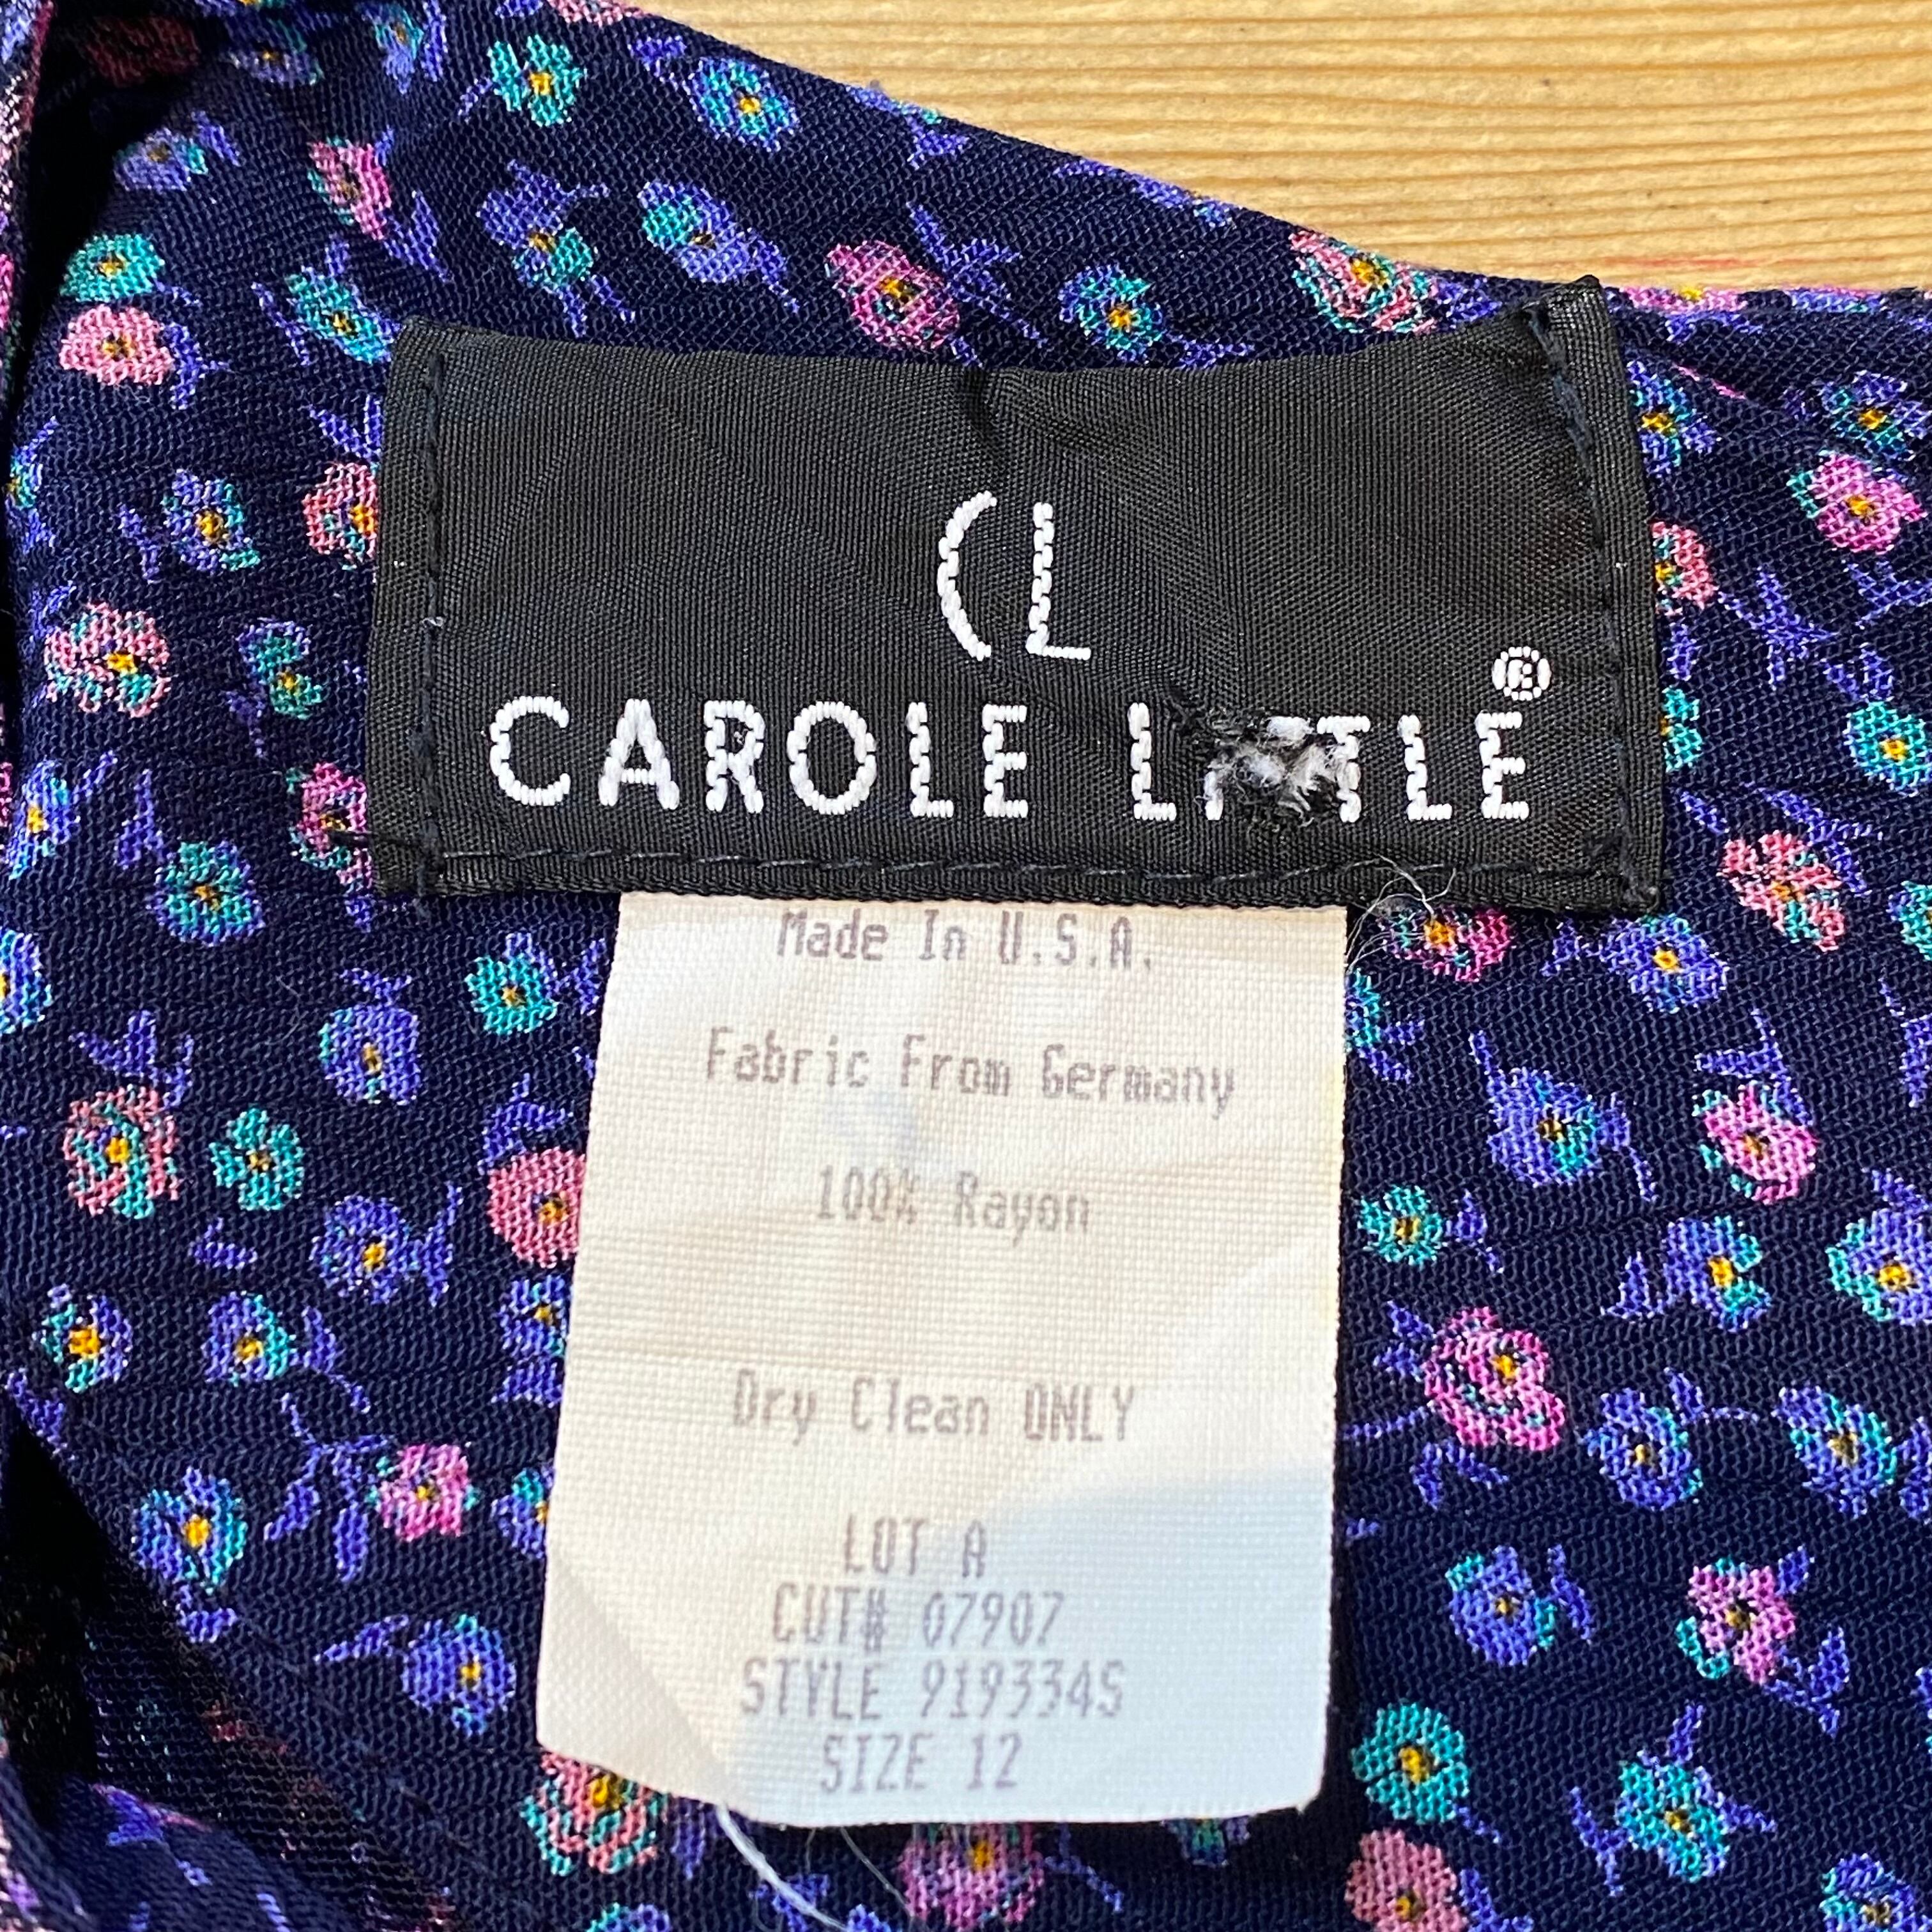 CL
CAROLE LITTLE®
Made In U.S.A.
Fabric From Germany
100% Rayon
Dry Clean ONLY
LOT A
CUT# 07907
STYLE 919334S
SIZE 12